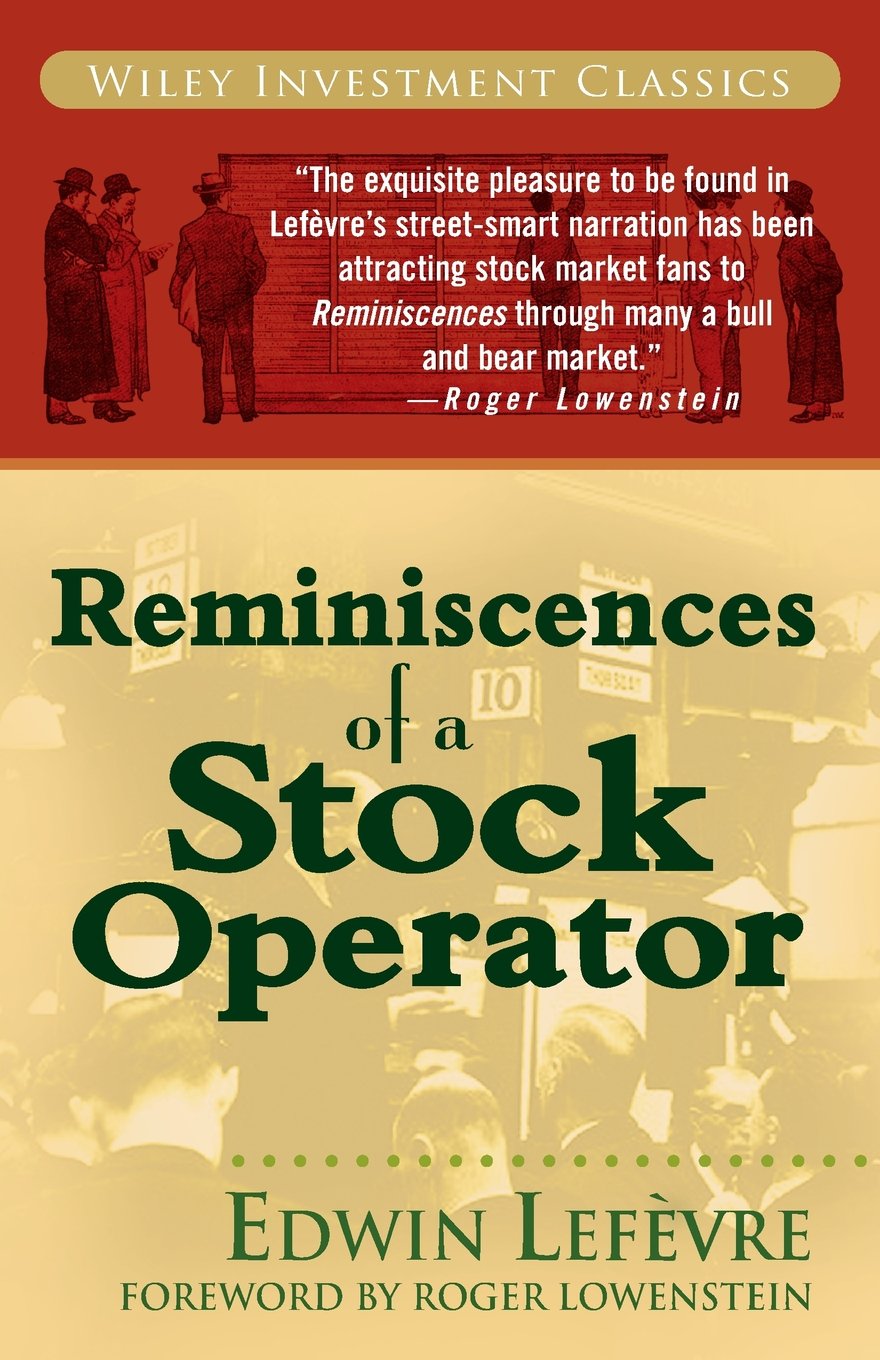 WILEY INVESTMENT CLASSICS
“The exquisite pleasure to be found in
Lefèvre’s street-smart narration has been
attracting stock market fans to
Reminiscences through many a bull
and bear market.”
—Roger Lowenstein
Reminiscences
of a
Stock
Operator
10
THURSDAY
EDWIN LEFÈVRE
FOREWORD BY ROGER LOWENSTEIN